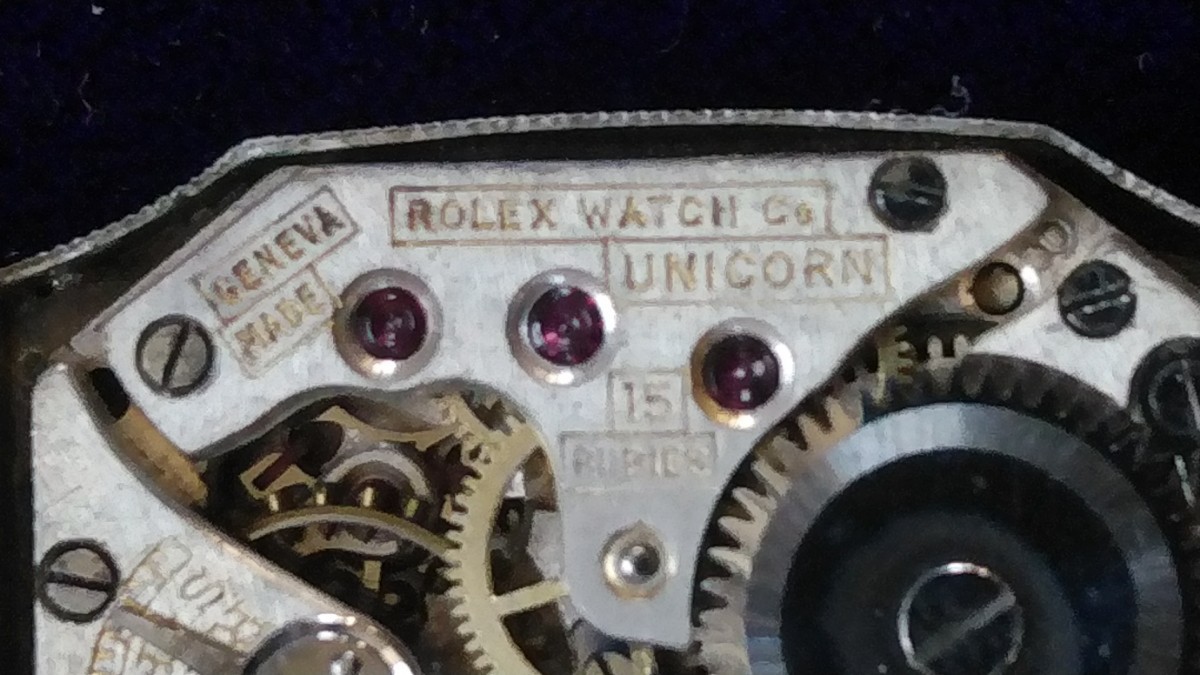 GENEVA
MADE
ROLEX WATCH Co
UNICORN
15
RUBIES